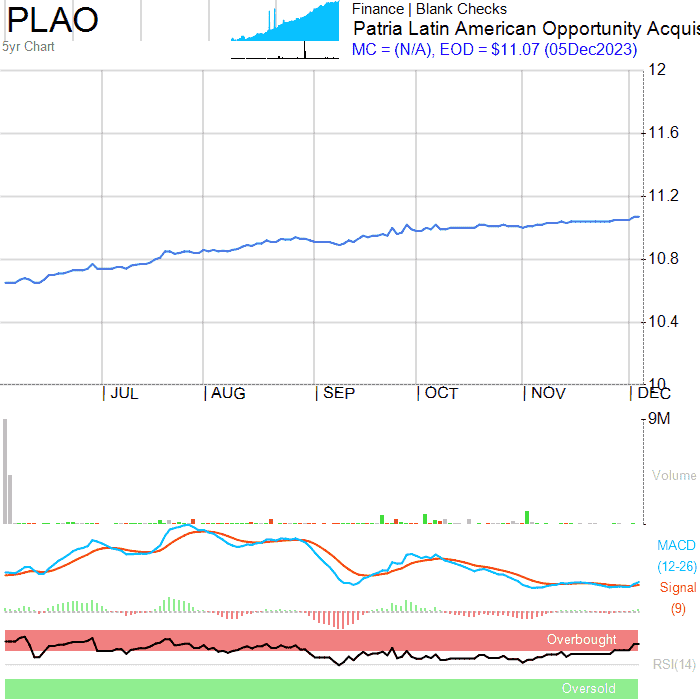 PLAO
5yr Chart
Finance | Blank Checks
Patria Latin American Opportunity Acquis
MC = (N/A), EOD = $11.07 (05Dec2023)
12
11.6
11.2
10.8
10.4
10
| JUL | AUG | SEP | OCT | NOV | DEC
9M
Volume
MACD
(12-26)
Signal
(9)
Overbought
RSI(14)
Oversold